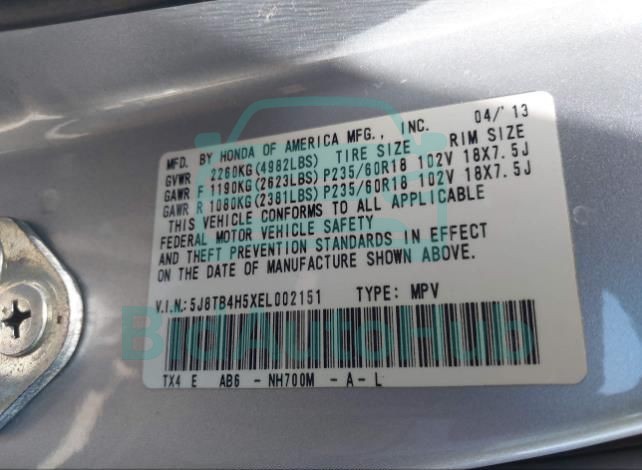 MFD. BY HONDA OF AMERICA MFG., INC. 04/'13
GVWR 2260KG(4982LBS) TIRE SIZE RIM SIZE
GAWR F 1190KG(2623LBS)P235/60R18 102V 18X7.5J
GAWR R 1080KG(2381LBS)P235/60R18 102V 18X7.5J
THIS VEHICLE CONFORMS TO ALL APPLICABLE
FEDERAL MOTOR VEHICLE SAFETY
AND THEFT PREVENTION STANDARDS IN EFFECT
ON THE DATE OF MANUFACTURE SHOWN ABOVE.
V.I.N.:5J8TB4H5XEL002151 TYPE: MPV
BidAutoHub
TX4 E AB6 - NH700M - A - L